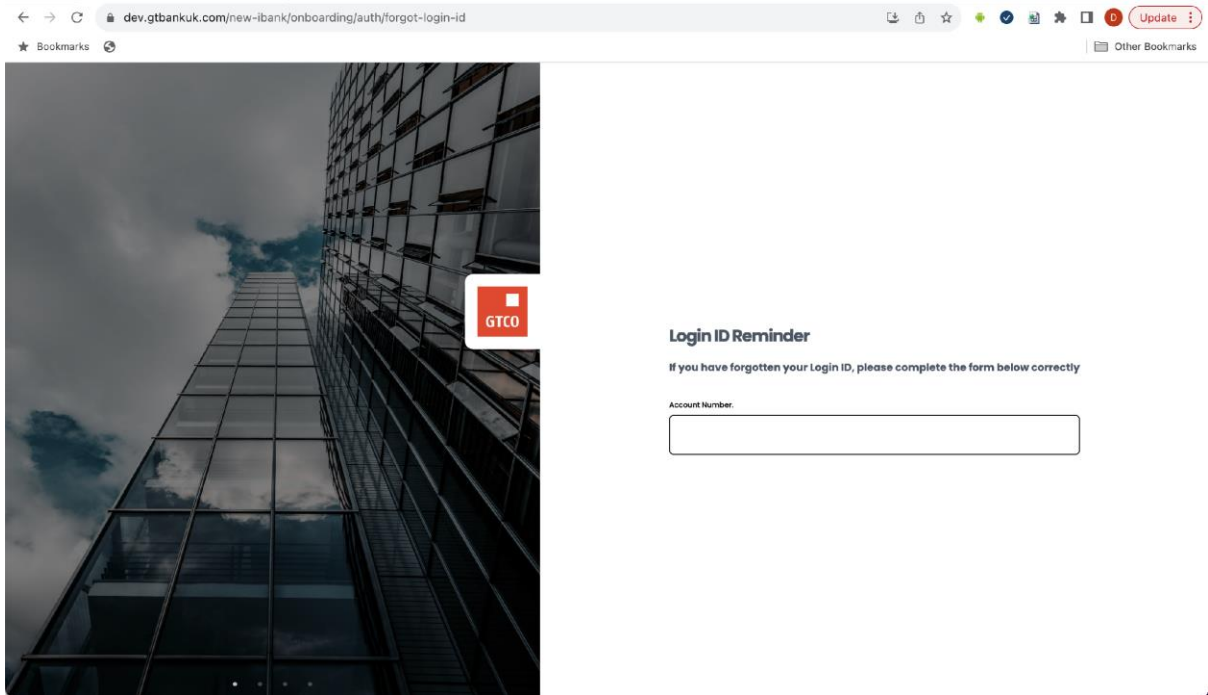 dev.gtbankuk.com/new-ibank/onboarding/auth/forgot-login-id
D
Update
Bookmarks
Other Bookmarks
GTCO
Login ID Reminder
If you have forgotten your Login ID, please complete the form below correctly
Account Number.